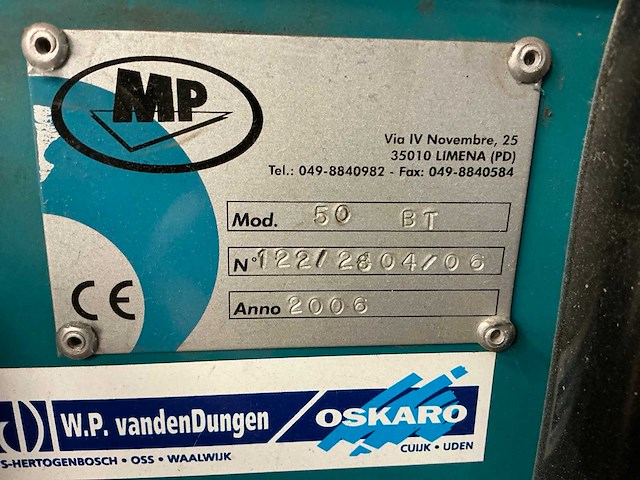 MP
Via IV Novembre, 25
35010 LIMENA (PD)
Tel.: 049-8840982 - Fax: 049-8840584
Mod. 50 BT
N° 122/2804/06
Anno 2006
CE
W.P. vandenDungen / OSKARO
'S-HERTOGENBOSCH • OSS • WAALWIJK CUIJK • UDEN